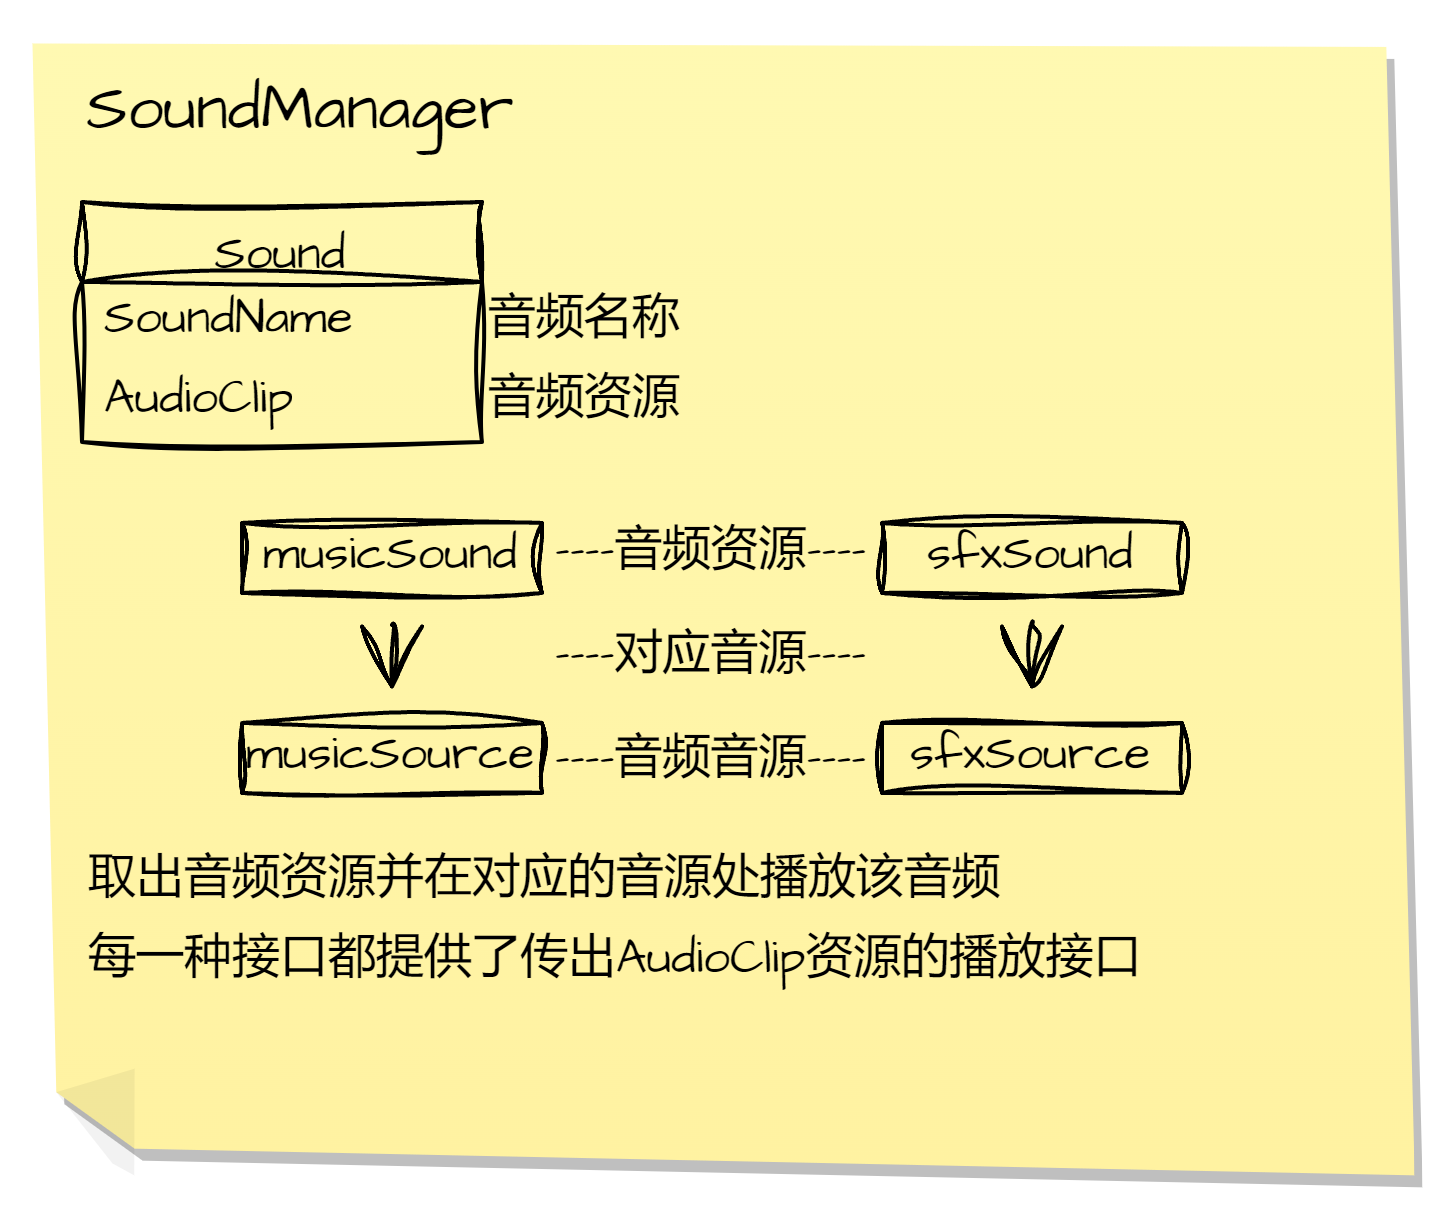 SoundManager
Sound
SoundName 音频名称
AudioClip 音频资源
musicSound ----音频资源---- sfxSound
----对应音源----
musicSource ----音频音源---- sfxSource
取出音频资源并在对应的音源处播放该音频
每一种接口都提供了传出AudioClip资源的播放接口